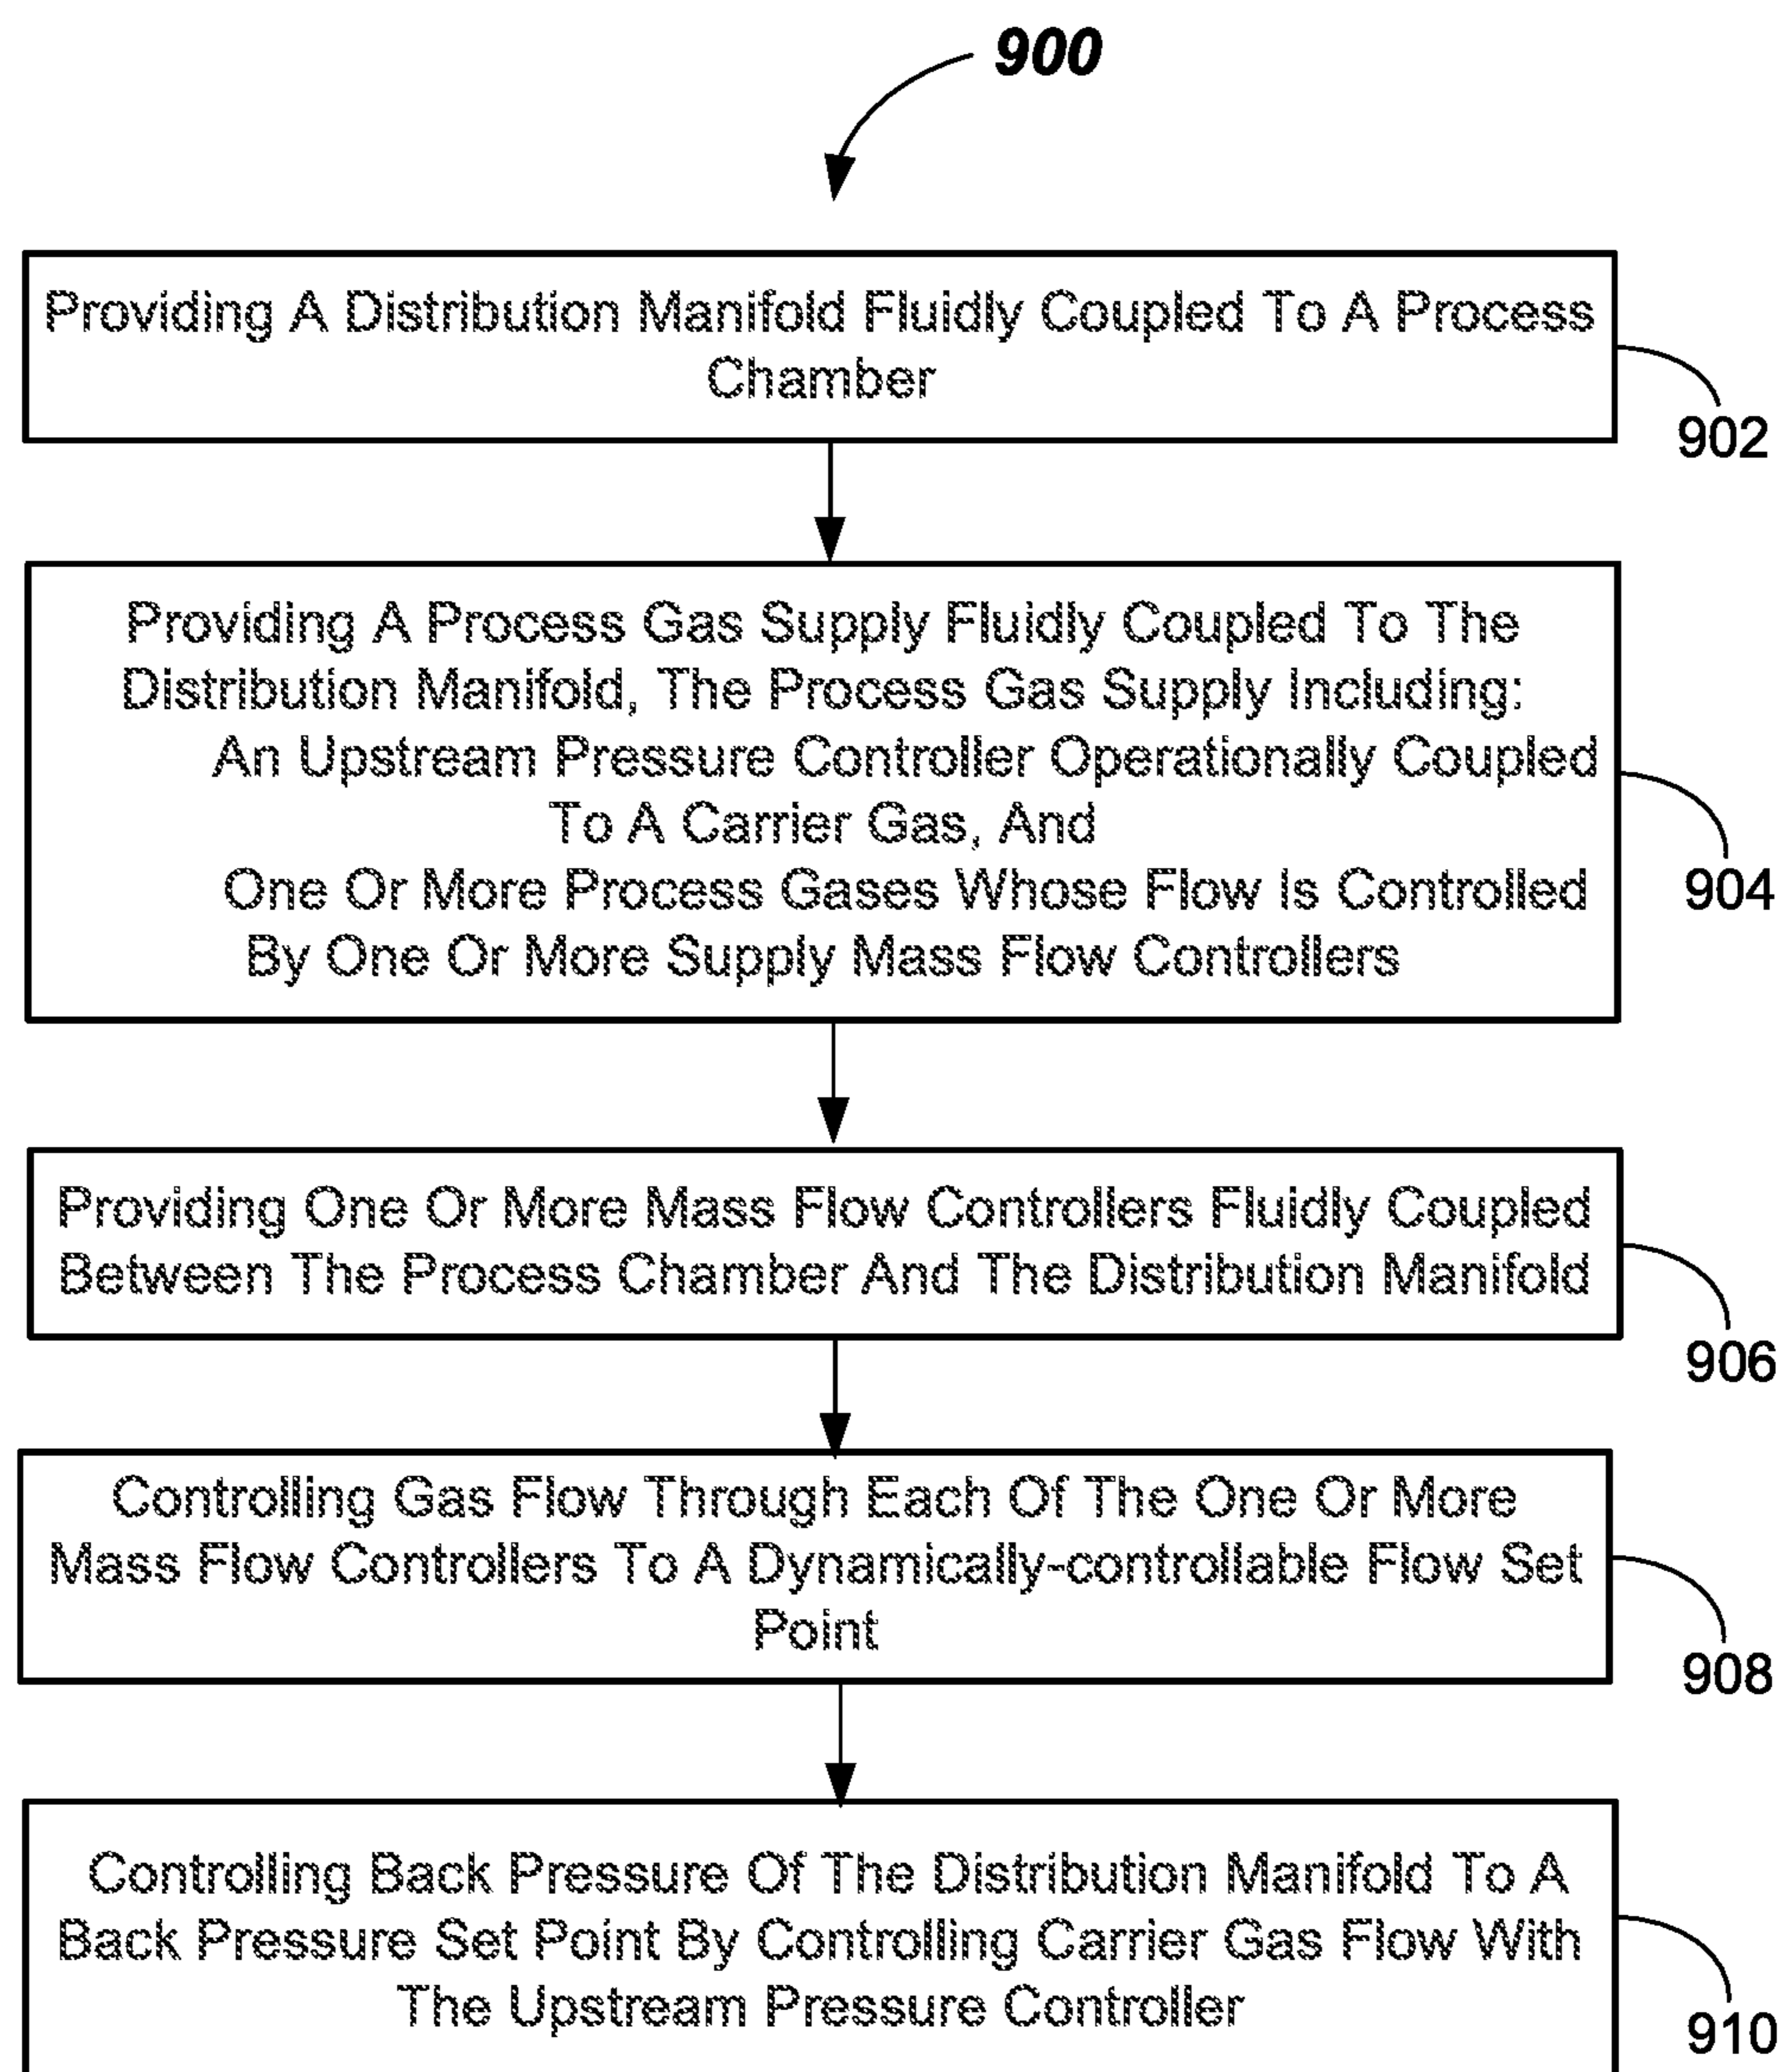 900
Providing A Distribution Manifold Fluidly Coupled To A Process
Chamber
902
Providing A Process Gas Supply Fluidly Coupled To The
Distribution Manifold, The Process Gas Supply Including:
An Upstream Pressure Controller Operationally Coupled
To A Carrier Gas, And
One Or More Process Gases Whose Flow Is Controlled
By One Or More Supply Mass Flow Controllers
904
Providing One Or More Mass Flow Controllers Fluidly Coupled
Between The Process Chamber And The Distribution Manifold
906
Controlling Gas Flow Through Each Of The One Or More
Mass Flow Controllers To A Dynamically-controllable Flow Set
Point
908
Controlling Back Pressure Of The Distribution Manifold To A
Back Pressure Set Point By Controlling Carrier Gas Flow With
The Upstream Pressure Controller
910